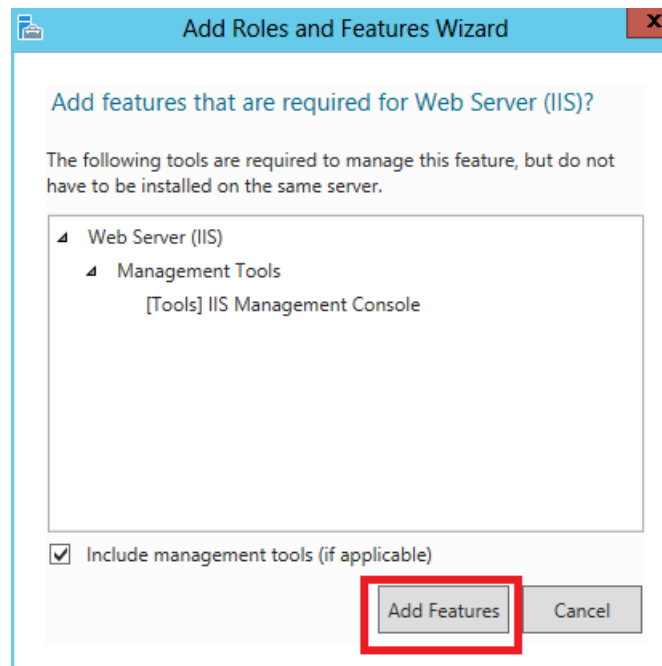 Add Roles and Features Wizard
x
Add features that are required for Web Server (IIS)?
The following tools are required to manage this feature, but do not
have to be installed on the same server.
Web Server (IIS)
Management Tools
[Tools] IIS Management Console
Include management tools (if applicable)
Add Features Cancel